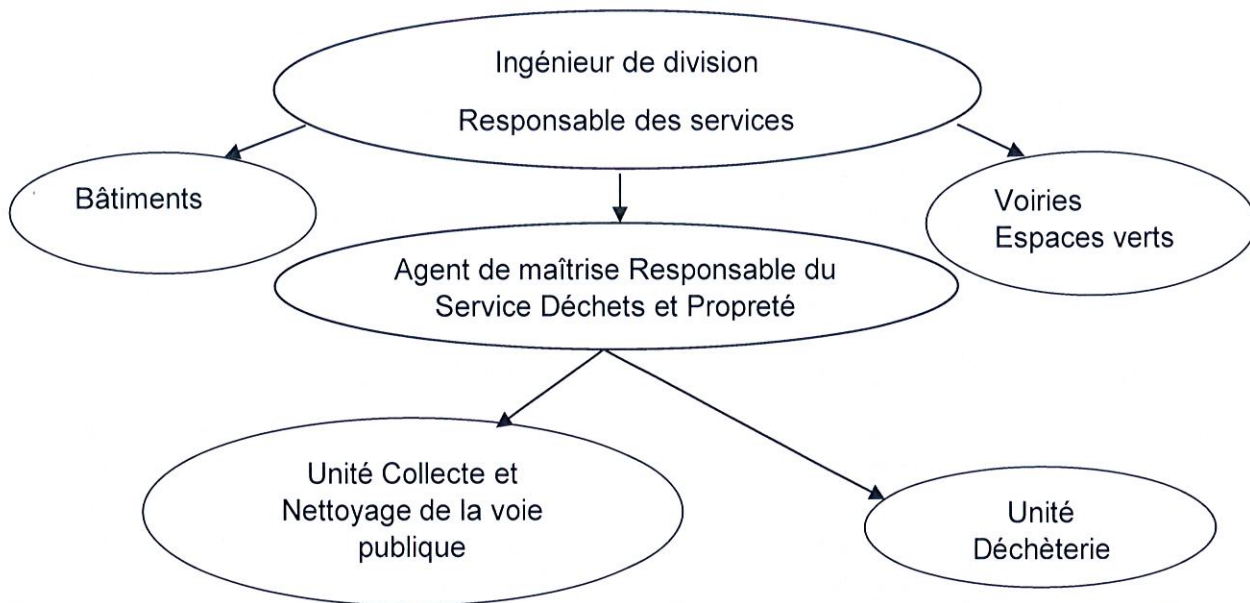 Ingénieur de division
Responsable des services
Bâtiments
Voiries
Espaces verts
Agent de maîtrise Responsable du
Service Déchets et Propreté
Unité Collecte et
Nettoyage de la voie
publique
Unité
Déchèterie